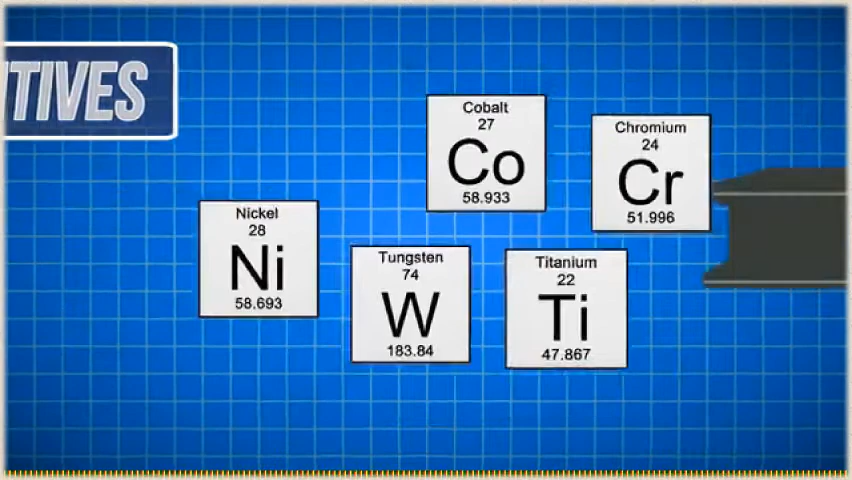 ITIVES
Cobalt
27
Co
58.933
Chromium
24
Cr
51.996
Nickel
28
Ni
58.693
Tungsten
74
W
183.84
Titanium
22
Ti
47.867